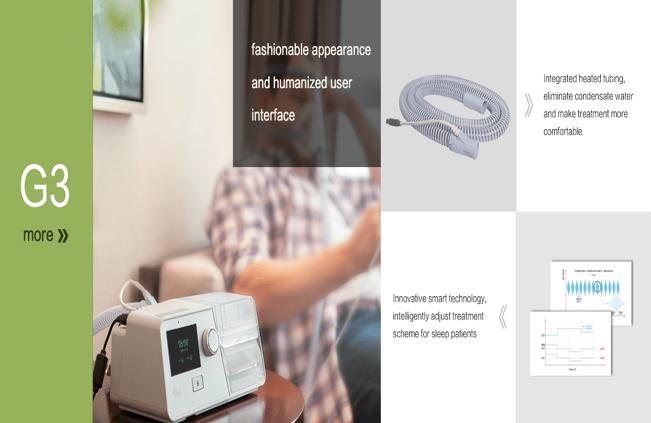 G3
more »
fashionable appearance
and humanized user
interface
Integrated heated tubing,
eliminate condensate water
and make treatment more
comfortable
Innovative smart technology,
intelligently adjust treatment
scheme for sleep patients